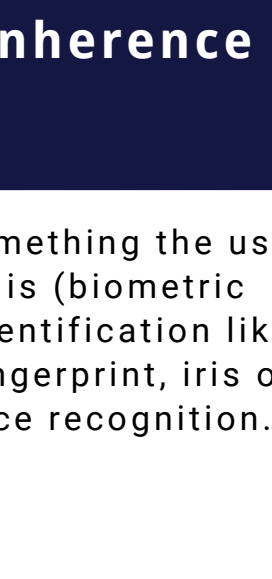 nherence
mething the us
is (biometric
entification lik
ngerprint, iris o
ce recognition.